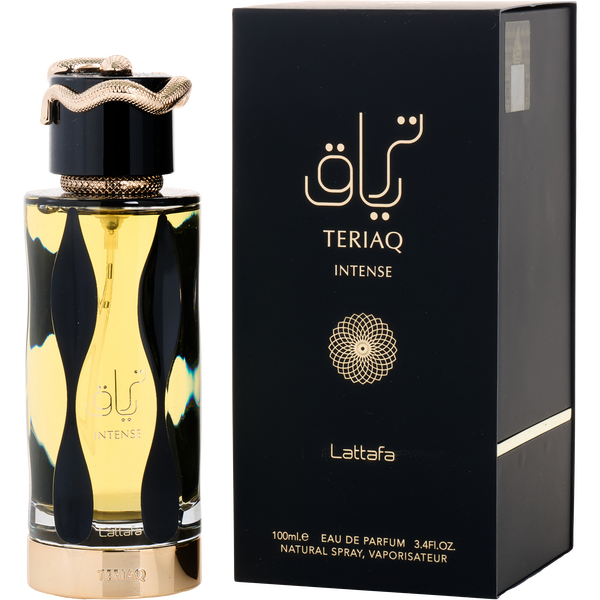 ترياق
INTENSE
Lattafa
TERIAQ
ترياق
TERIAQ
INTENSE
Lattafa
100ml.e EAU DE PARFUM 3.4Fl.OZ.
NATURAL SPRAY, VAPORISATEUR